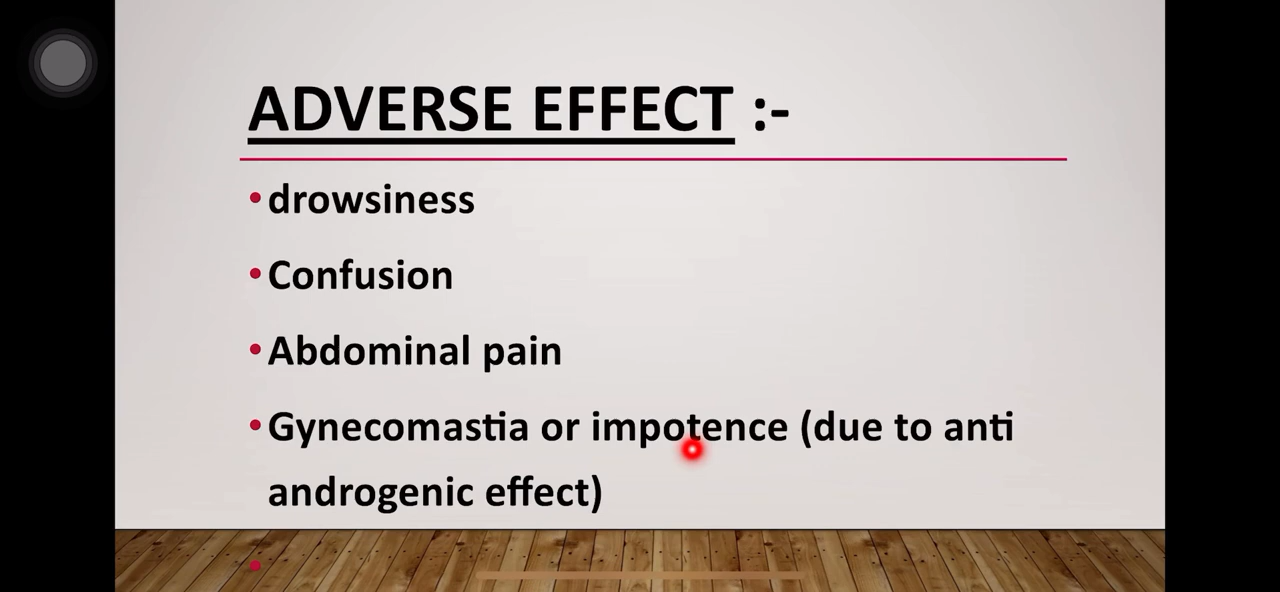 ADVERSE EFFECT :-
• drowsiness
• Confusion
• Abdominal pain
• Gynecomastia or impotence (due to anti
androgenic effect)
•